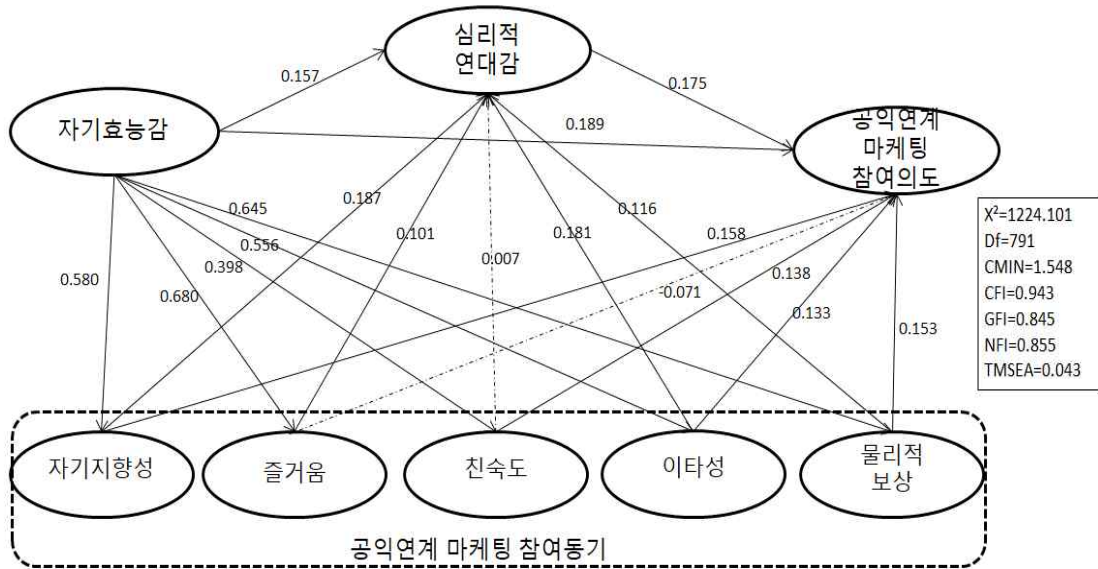 심리적
연대감
0.157
0.175
자기효능감
0.189
공익연계
마케팅
참여의도
0.187
0.645
0.116
X²=1224.101
Df=791
CMIN=1.548
CFI=0.943
GFI=0.845
NFI=0.855
TMSEA=0.043
0.556
0.101
0.181
0.158
0.398
0.007
0.138
0.580
0.680
-0.071
0.133
0.153
자기지향성
즐거움
친숙도
이타성
물리적
보상
공익연계 마케팅 참여동기